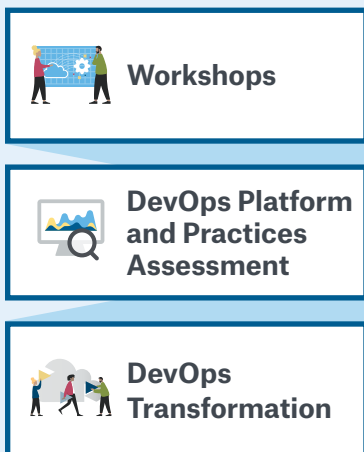 Workshops
DevOps Platform
and Practices
Assessment
DevOps
Transformation